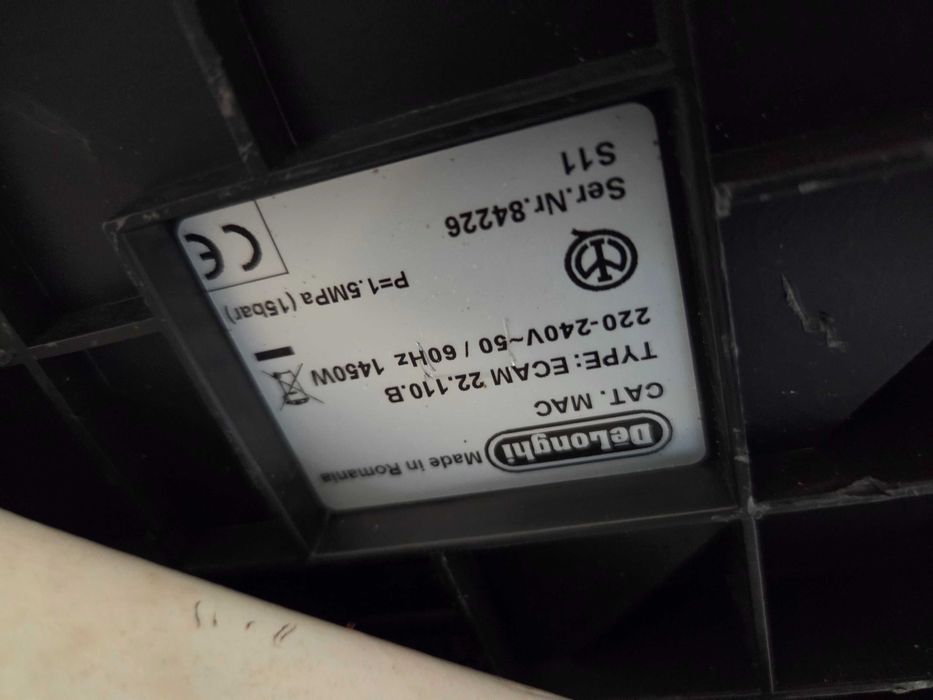 DeLonghi Made in Romania
CAT. MAC
TYPE: ECAM 22.110.B
220-240V~50 / 60Hz 1450W
P=1.5MPa (15bar)
CE
Ser.Nr.84226
S11